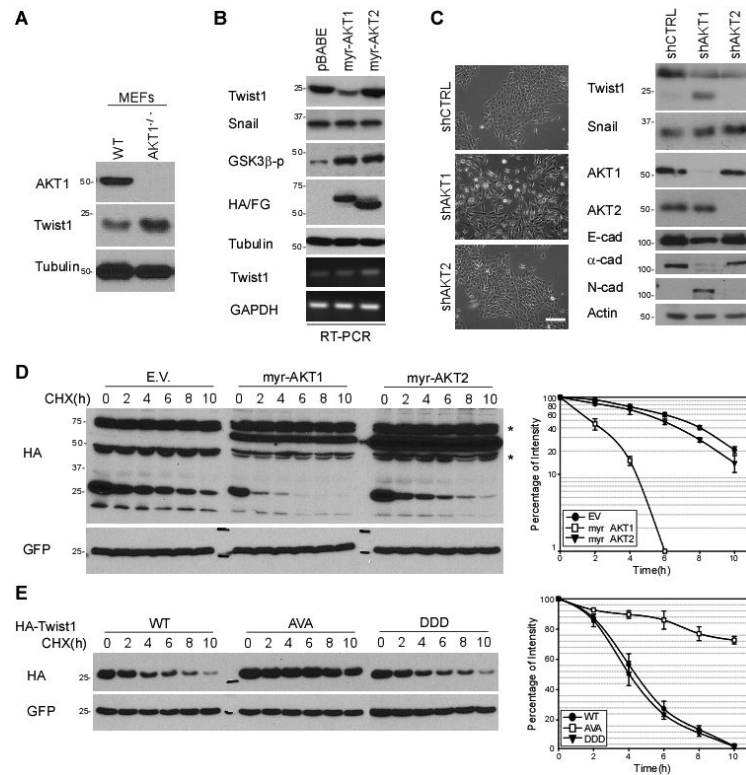 A
MEFs
WT
AKT1-/-
AKT1
50-
25-
Twist1
Tubulin
50-
B
pBABE
myr-AKT1
myr-AKT2
Twist1
25-
37-
Snail
GSK3β-p
50-
HA/FG
75-
50-
Tubulin
50-
Twist1
GAPDH
RT-PCR
C
shCTRL
shAKT1
shAKT2
shCTRL
shAKT1
shAKT2
Twist1
25-
Snail
37-
AKT1
50-
AKT2
50-
E-cad
100-
α-cad
100-
N-cad
100-
Actin
D
E.V.
myr-AKT1
myr-AKT2
CHX(h)
0 2 4 6 8 10
0 2 4 6 8 10
0 2 4 6 8 10
75-
HA
50-
37-
25-
*
*
GFP
25-
Percentage of Intensity
100
80
60
40
20
10
1
EV
myr AKT1
myr AKT2
0 2 4 6 8 10
Time(h)
E
HA-Twist1
WT
AVA
DDD
CHX(h)
0 2 4 6 8 10
0 2 4 6 8 10
0 2 4 6 8 10
HA
25-
GFP
25-
Percentage of Intensity
100
80
60
40
20
0
WT
AVA
DDD
0 2 4 6 8 10
Time(h)